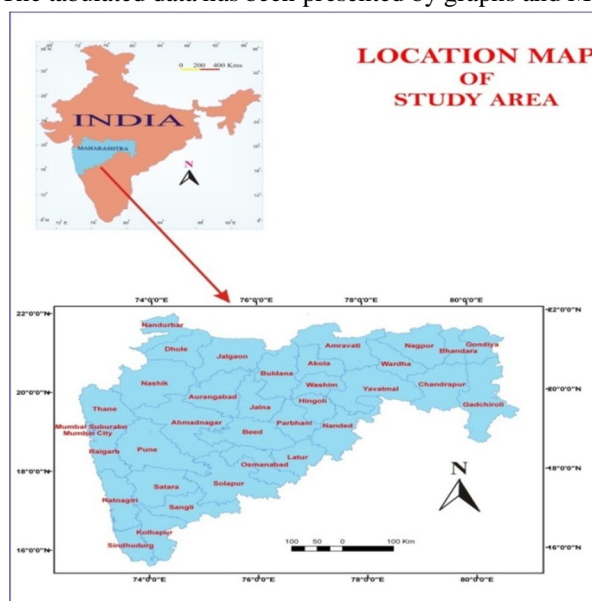 The tabulated data has been presented by graphs and M
LOCATION MAP
OF
STUDY AREA
0 200 400 Kms
INDIA
MAHARASHTRA
N
74°0'0"E 76°0'0"E 78°0'0"E 80°0'0"E
22°0'0"N
20°0'0"N
18°0'0"N
16°0'0"N
Nandurbar
Dhule
Jalgaon
Buldana
Akola
Amravati
Nagpur
Gondiya
Bhandara
Wardha
Washim
Yavatmal
Chandrapur
Gadchiroli
Nashik
Aurangabad
Jalna
Hingoli
Thane
Ahmadnagar
Parbhani
Nanded
Mumbai Suburabn
Mumbai City
Beed
Raigarh
Pune
Latur
Osmanabad
Satara
Solapur
Ratnagiri
Sangli
Kolhapur
Sindhudurg
N
100 50 0 100 Km
22°0'0"N
20°0'0"N
18°0'0"N
16°0'0"N
74°0'0"E 76°0'0"E 78°0'0"E 80°0'0"E